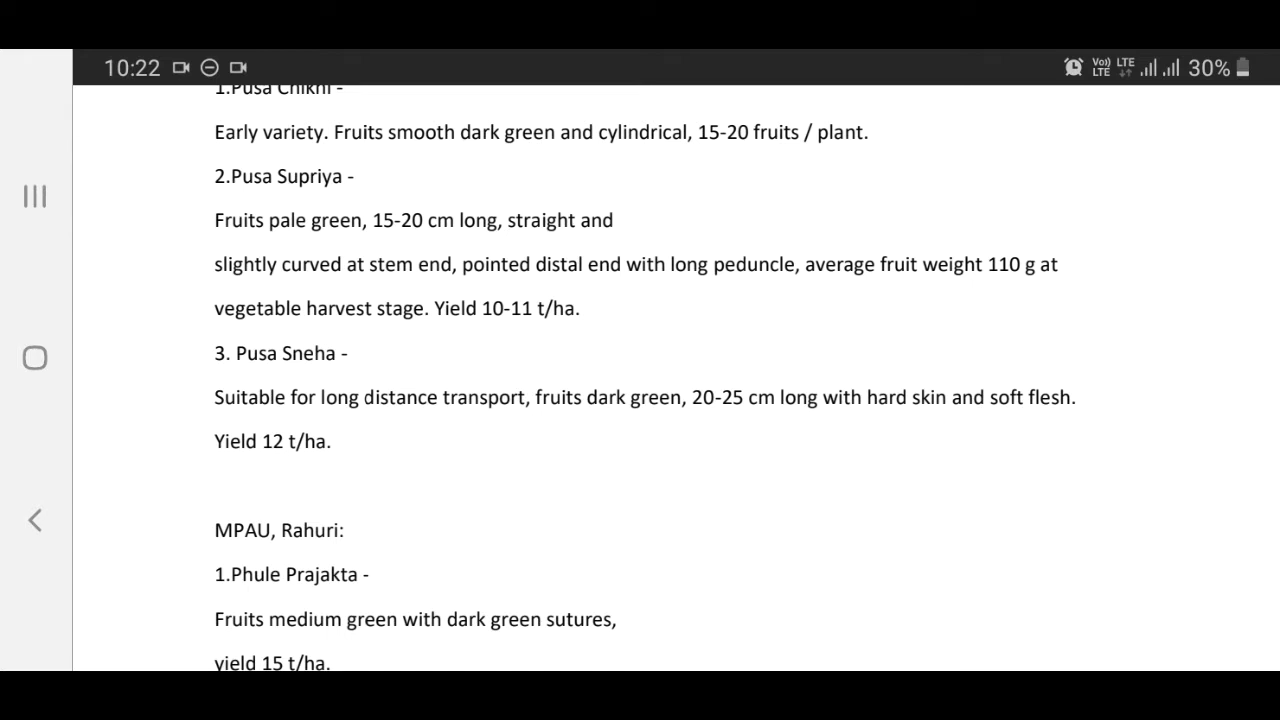 10:22
Vo)) LTE LTE 30%
1.Pusa Chikni -
Early variety. Fruits smooth dark green and cylindrical, 15-20 fruits / plant.
2.Pusa Supriya -
Fruits pale green, 15-20 cm long, straight and
slightly curved at stem end, pointed distal end with long peduncle, average fruit weight 110 g at
vegetable harvest stage. Yield 10-11 t/ha.
3. Pusa Sneha -
Suitable for long distance transport, fruits dark green, 20-25 cm long with hard skin and soft flesh.
Yield 12 t/ha.
MPAU, Rahuri:
1.Phule Prajakta -
Fruits medium green with dark green sutures,
yield 15 t/ha.